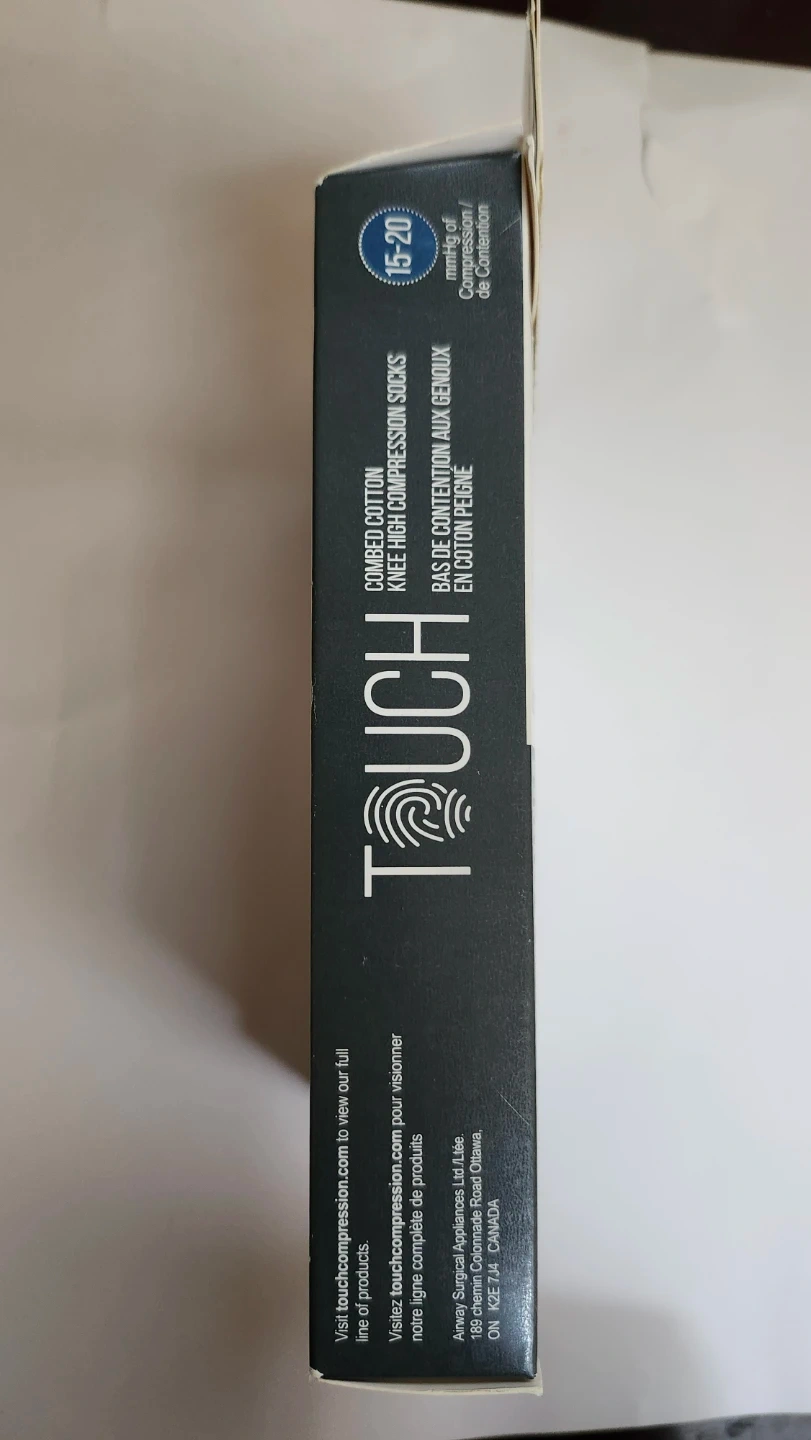 Visit touchcompression.com to view our full
line of products.
Visitez touchcompression.com pour visionner
notre ligne complète de produits
Airway Surgical Appliances Ltd./Ltée.
189 chemin Colonnade Road Ottawa,
ON K2E 7J4 CANADA
TOUCH
COMBED COTTON
KNEE HIGH COMPRESSION SOCKS
BAS DE CONTENTION AUX GENOUX
EN COTON PEIGNÉ
15-20
mmHg of
Compression /
de Contention